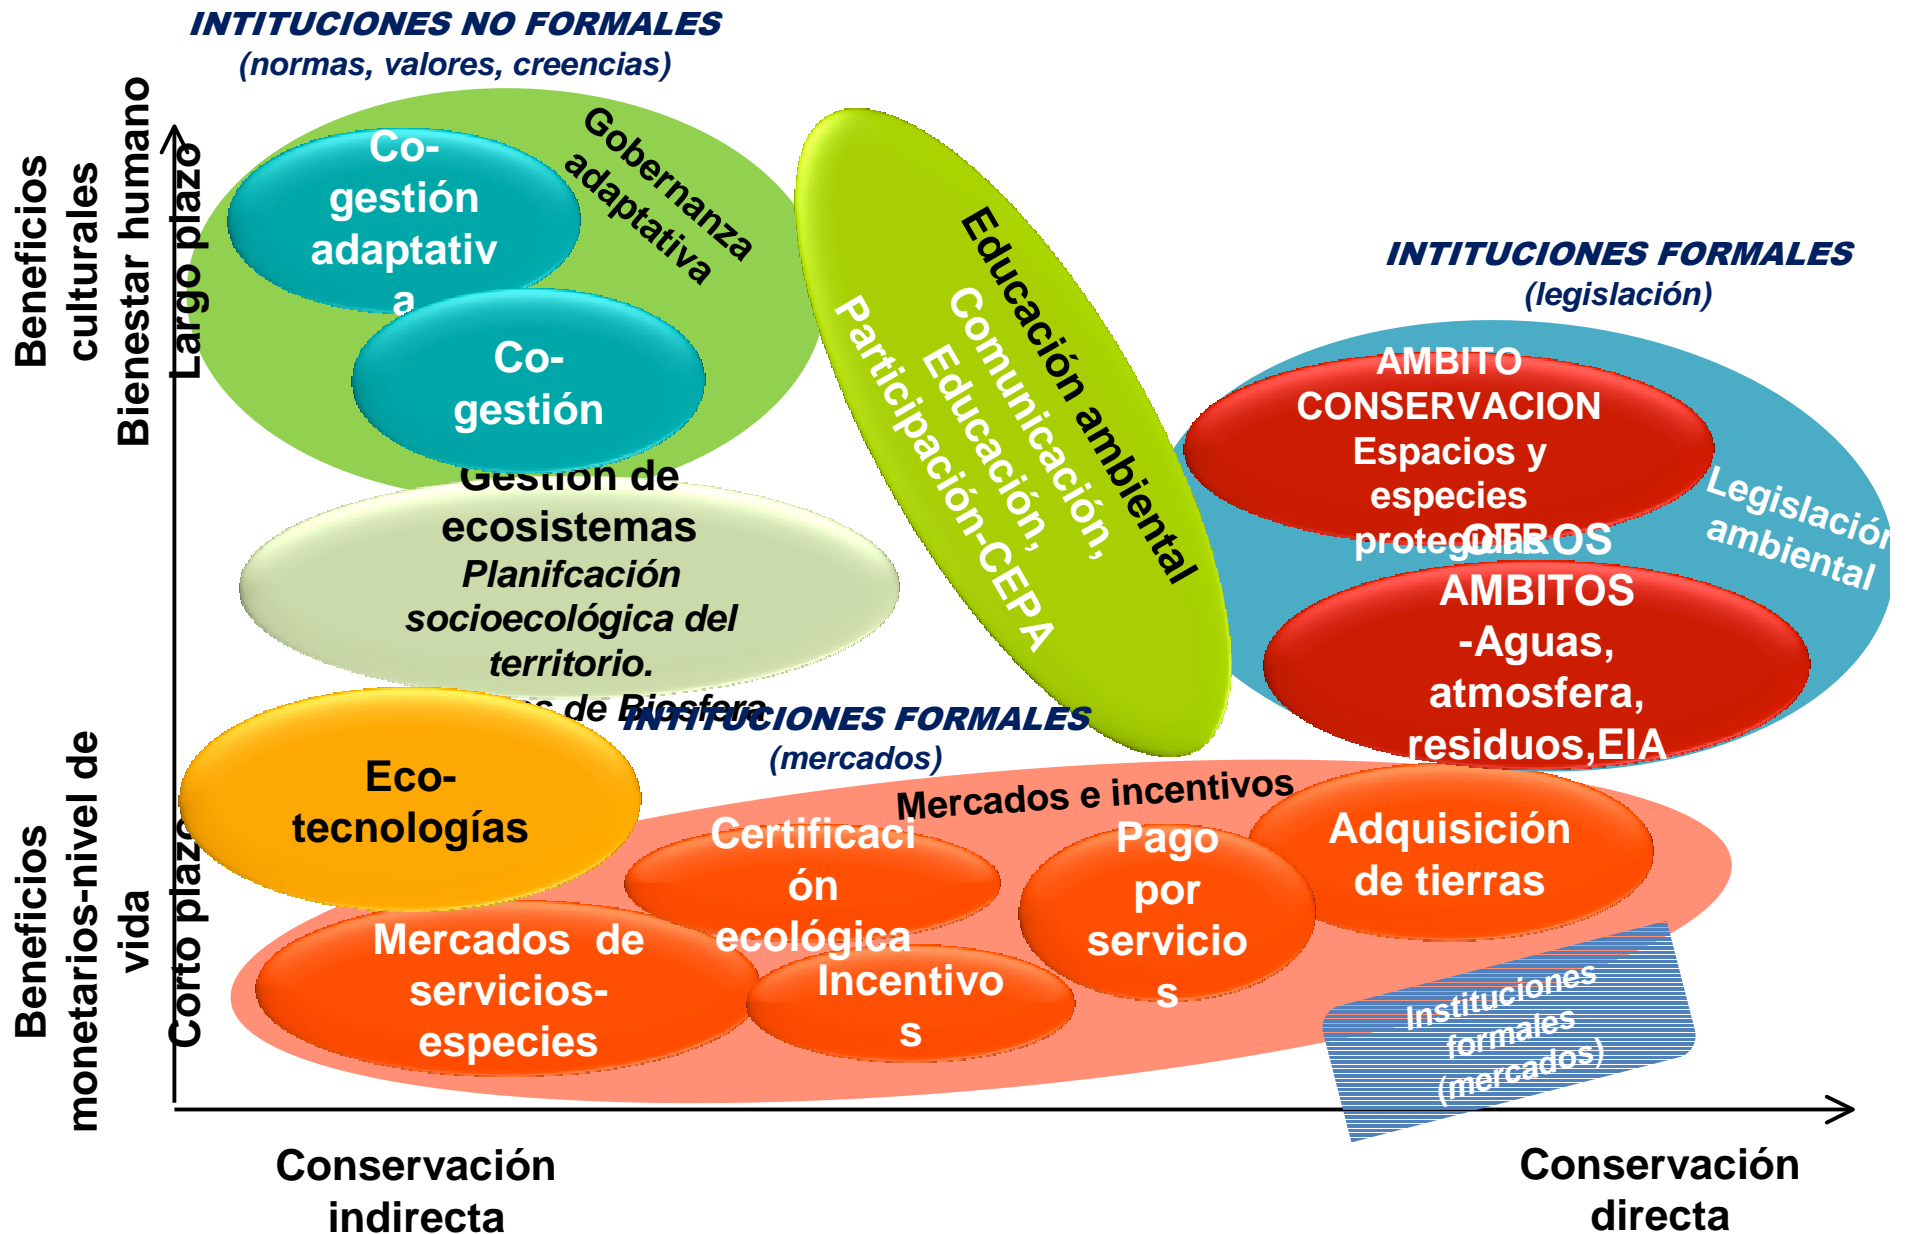 INTITUCIONES NO FORMALES
(normas, valores, creencias)
Beneficios
culturales
Bienestar humano
Largo plazo
Co-
gestión
adaptativ
a
Gobernanza
adaptativa
Co-
gestión
Gestión de
ecosistemas
Planifcación
socioecológica del
territorio.
de Biosfera
Educación ambiental
Comunicación,
Educación,
Participación-CEPA
INTITUCIONES FORMALES
(legislación)
AMBITO
CONSERVACION
Espacios y
especies
protegidas
Legislación
ambiental
OTROS
AMBITOS
-Aguas,
atmosfera,
residuos,EIA
INTITUCIONES FORMALES
(mercados)
Beneficios
monetarios-nivel de
vida
Corto plazo
Eco-
tecnologías
Mercados e incentivos
Certificaci
ón
ecológica
Pago
por
servicio
s
Adquisición
de tierras
Mercados de
servicios-
especies
Incentivo
s
Instituciones
formales
(mercados)
Conservación
indirecta
Conservación
directa